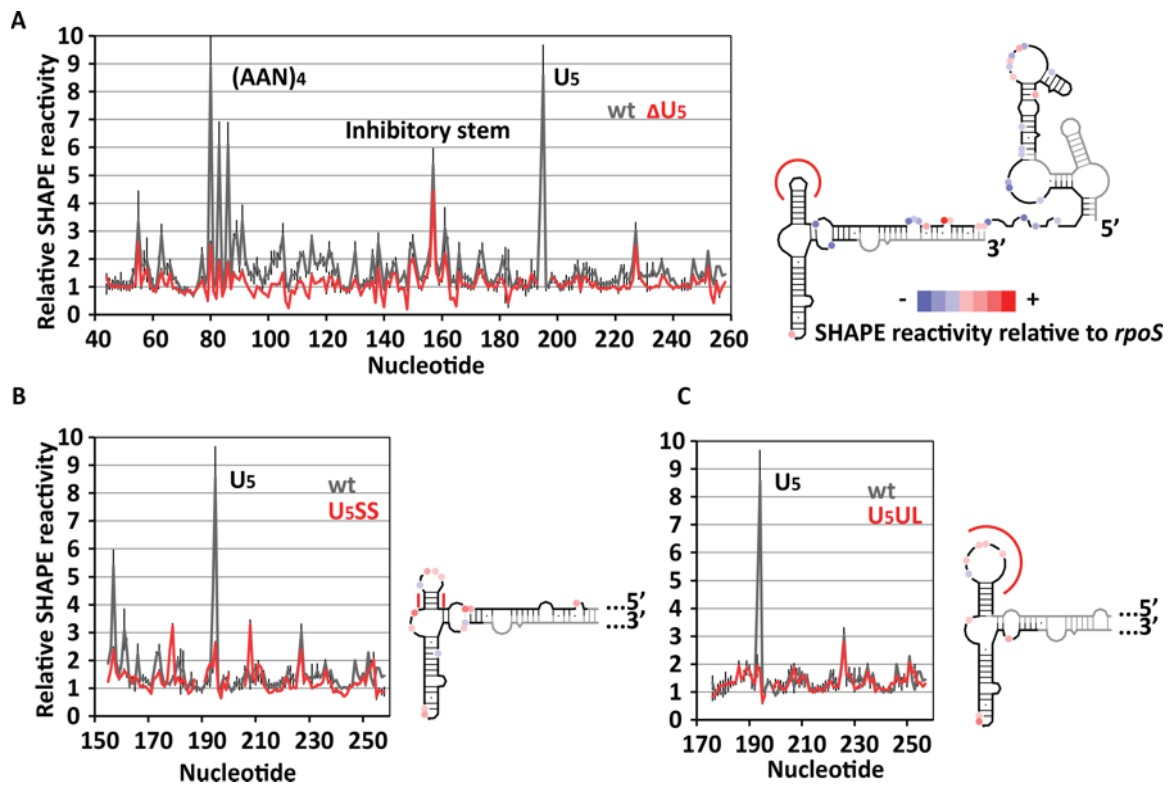 A
Relative SHAPE reactivity
10
9
8
7
6
5
4
3
2
1
0
(AAN)4
U5
wt ΔU5
Inhibitory stem
40 60 80 100 120 140 160 180 200 220 240 260
Nucleotide
5’
3’
- +
SHAPE reactivity relative to rpoS
B
Relative SHAPE reactivity
10
9
8
7
6
5
4
3
2
1
0
U5
wt
U5SS
150 170 190 210 230 250
Nucleotide
...5’
...3’
C
10
9
8
7
6
5
4
3
2
1
0
U5
wt
U5UL
170 190 210 230 250
Nucleotide
...5’
...3’